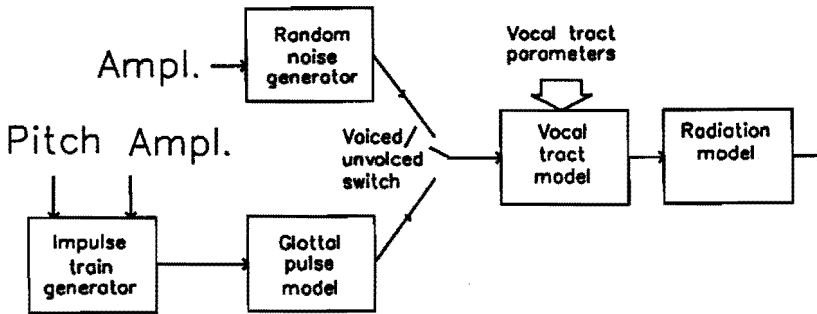 Ampl.
Random
noise
generator
Vocal tract
parameters
Pitch Ampl.
Voiced /
unvoiced
switch
Vocal
tract
model
Radiation
model
Impulse
train
generator
Glottal
pulse
model